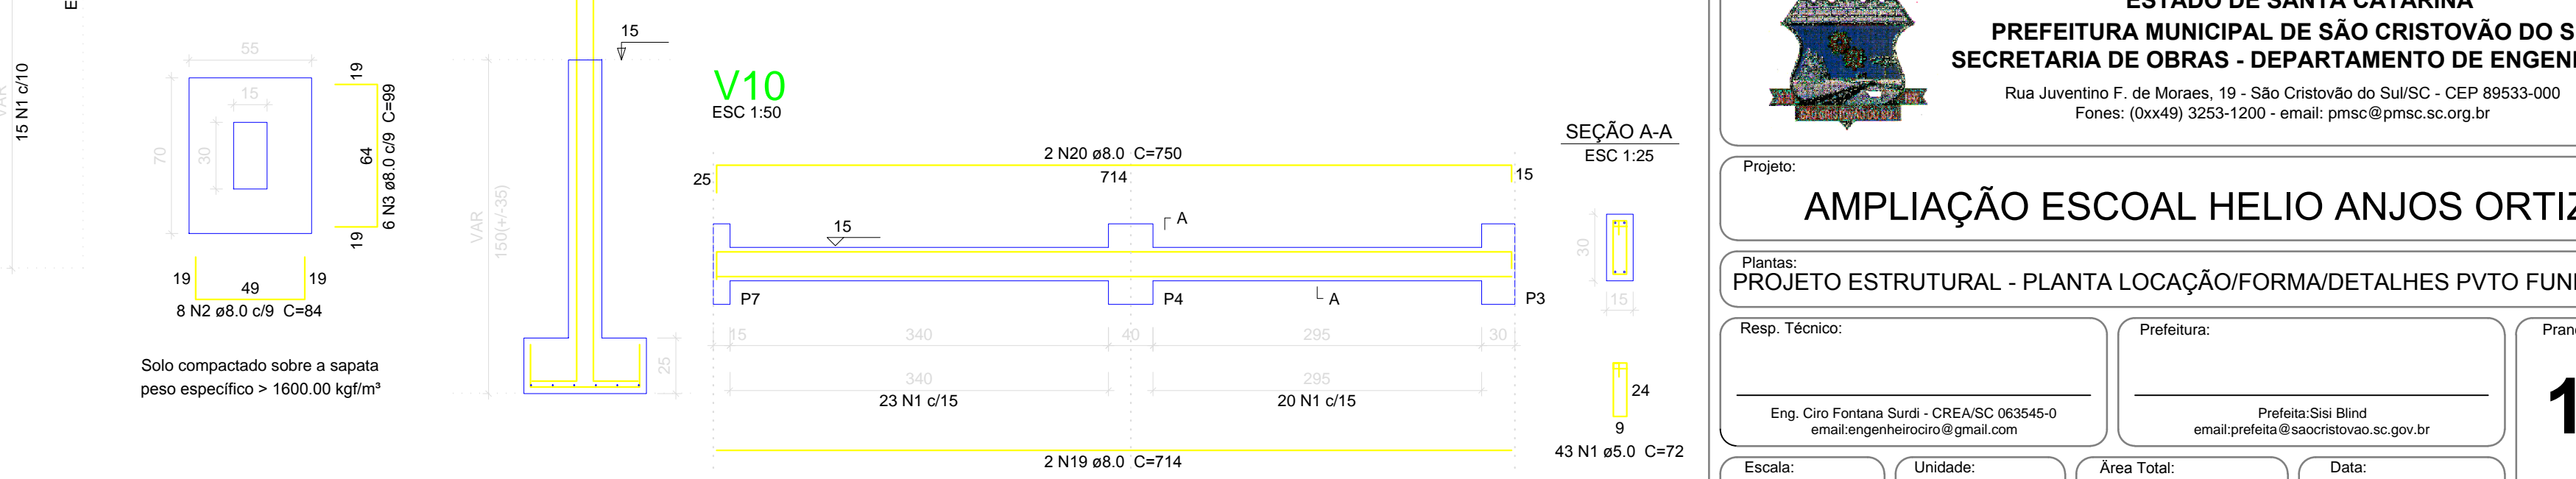 VAR
15 N1 c/10
55
15
70
30
19
64
19
6 N3 ø8.0 c/9 C=99
19
49
19
8 N2 ø8.0 c/9 C=84
Solo compactado sobre a sapata
peso específico > 1600.00 kgf/m³
15
VAR
150(+/-35)
25
V10
ESC 1:50
2 N20 ø8.0 C=750
25
714
15
15
A
A
P7
P4
P3
15
340
40
295
30
340
295
23 N1 c/15
20 N1 c/15
2 N19 ø8.0 C=714
SEÇÃO A-A
ESC 1:25
30
15
24
9
43 N1 ø5.0 C=72
ESTADO DE SANTA CATARINA
PREFEITURA MUNICIPAL DE SÃO CRISTOVÃO DO S
SECRETARIA DE OBRAS - DEPARTAMENTO DE ENGEN
Rua Juventino F. de Moraes, 19 - São Cristovão do Sul/SC - CEP 89533-000
Fones: (0xx49) 3253-1200 - email: pmsc@pmsc.sc.org.br
Projeto:
AMPLIAÇÃO ESCOAL HELIO ANJOS ORTIZ
Plantas:
PROJETO ESTRUTURAL - PLANTA LOCAÇÃO/FORMA/DETALHES PVTO FUN
Resp. Técnico:
Eng. Ciro Fontana Surdi - CREA/SC 063545-0
email:engenheirociro@gmail.com
Prefeitura:
Prefeita:Sisi Blind
email:prefeita@saocristovao.sc.gov.br
Pran
1
Escala:
Unidade:
Ärea Total:
Data: